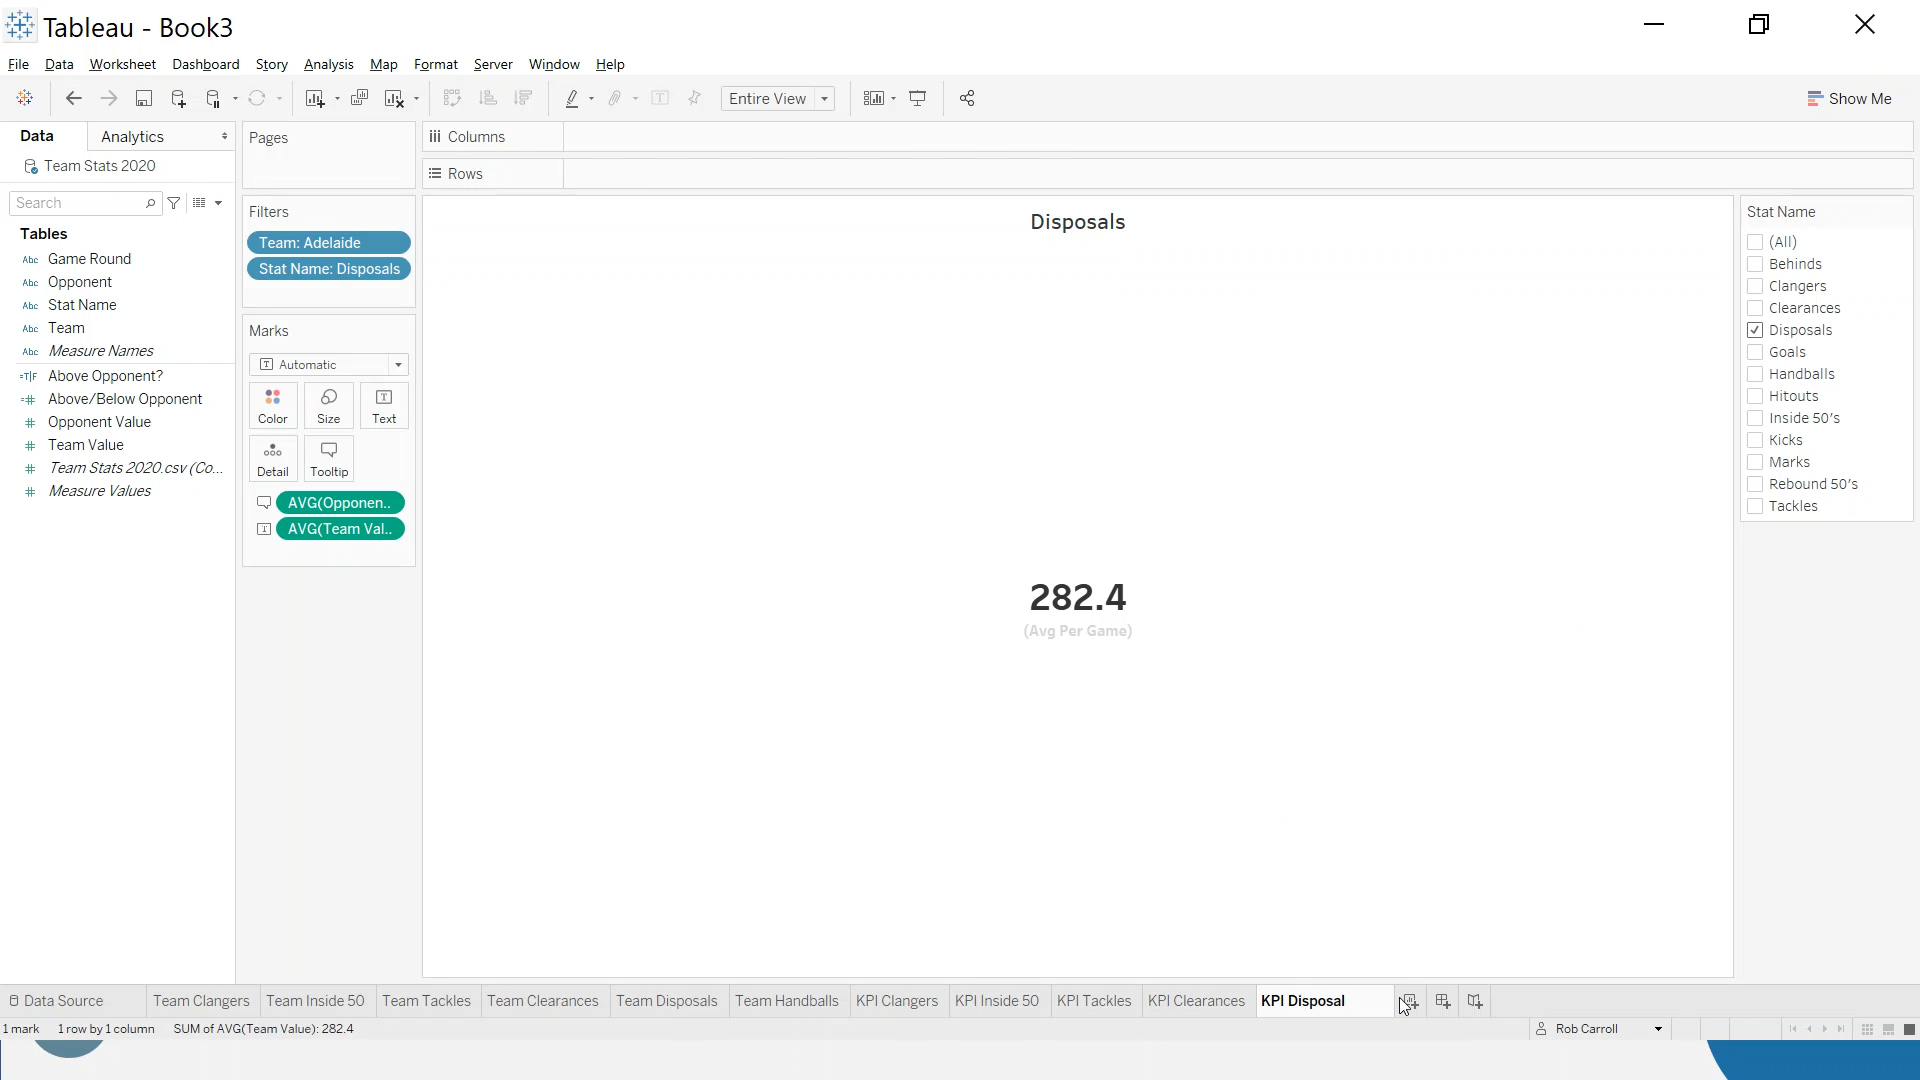 Tableau - Book3
File Data Worksheet Dashboard Story Analysis Map Format Server Window Help
Entire View
Show Me
Data
Analytics
Team Stats 2020
Search
Tables
Abc Game Round
Abc Opponent
Abc Stat Name
Abc Team
Abc Measure Names
=T|F Above Opponent?
=# Above/Below Opponent
# Opponent Value
# Team Value
# Team Stats 2020.csv (Co...
# Measure Values
Pages
Filters
Team: Adelaide
Stat Name: Disposals
Marks
T Automatic
Color
Size
T Text
Detail
Tooltip
AVG(Opponen..
T AVG(Team Val..
Columns
Rows
Disposals
282.4
(Avg Per Game)
Stat Name
(All)
Behinds
Clangers
Clearances
Disposals
Goals
Handballs
Hitouts
Inside 50's
Kicks
Marks
Rebound 50's
Tackles
Data Source Team Clangers Team Inside 50 Team Tackles Team Clearances Team Disposals Team Handballs KPI Clangers KPI Inside 50 KPI Tackles KPI Clearances KPI Disposal
1 mark 1 row by 1 column SUM of AVG(Team Value): 282.4
Rob Carroll